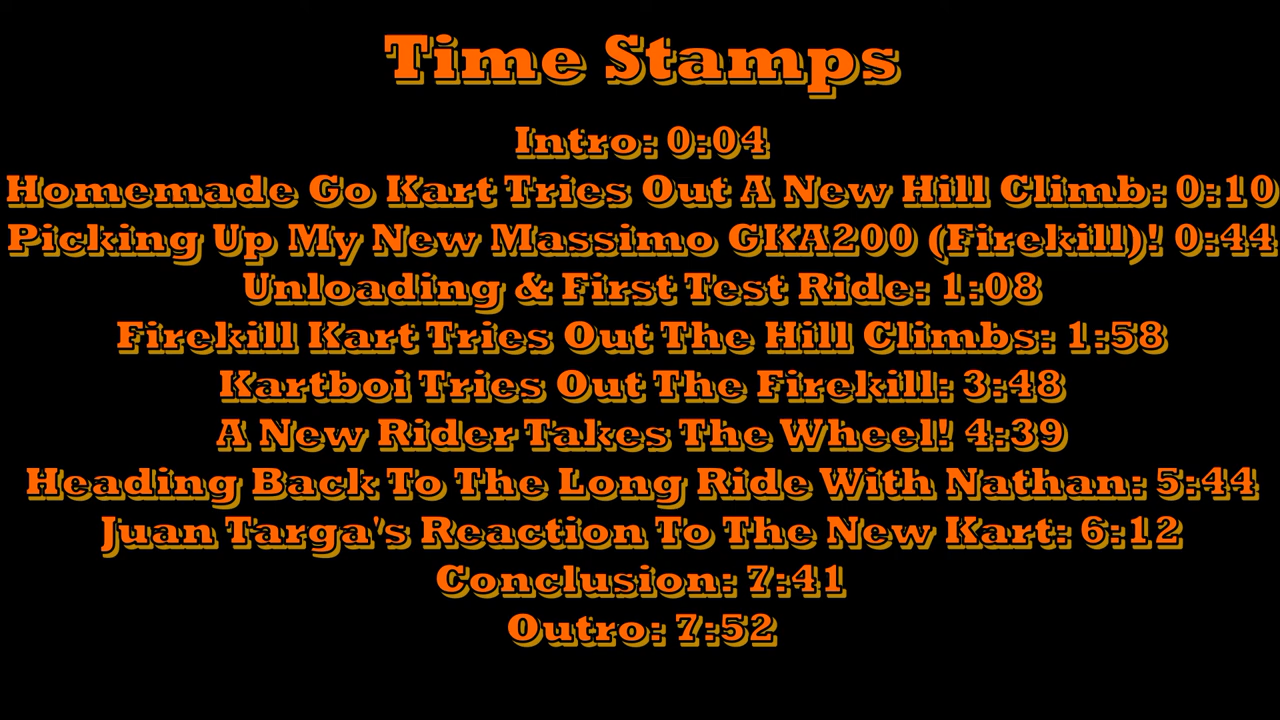 Time Stamps
Intro: 0:04
Homemade Go Kart Tries Out A New Hill Climb: 0:10
Picking Up My New Massimo GKA200 (Firekill)! 0:44
Unloading & First Test Ride: 1:08
Firekill Kart Tries Out The Hill Climbs: 1:58
Kartboi Tries Out The Firekill: 3:48
A New Rider Takes The Wheel! 4:39
Heading Back To The Long Ride With Nathan: 5:44
Juan Targa's Reaction To The New Kart: 6:12
Conclusion: 7:41
Outro: 7:52